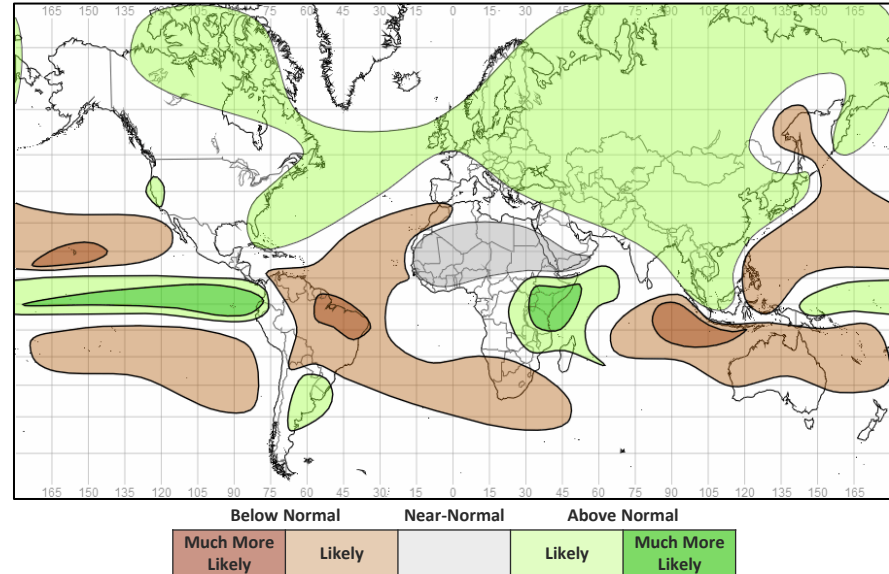 165 150 135 105 90 75 60 45 30 15 0 15 30 45 60 75 90 105 120 135 150 165
165 150 135 120 105 90 75 60 45 30 15 0 15 30 45 60 75 90 105 120 135 150 165
Below Normal Near-Normal Above Normal
Much More Likely Likely Likely Much More Likely